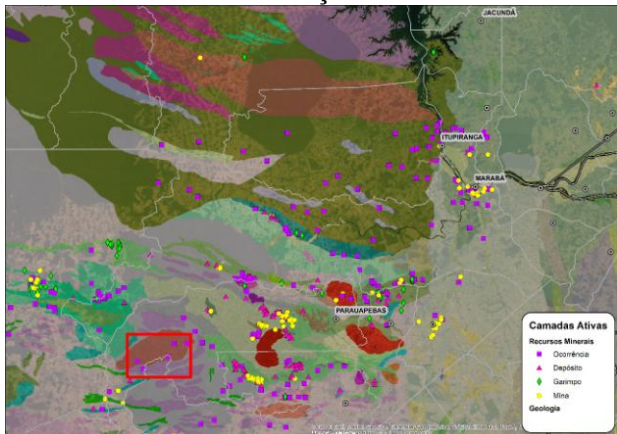 JACUNDÁ
ITUPIRANGA
MARABÁ
PARAUAPEBAS
Camadas Ativas
Recursos Minerais
Ocorrência
Depósito
Garimpo
Mina
Geologia